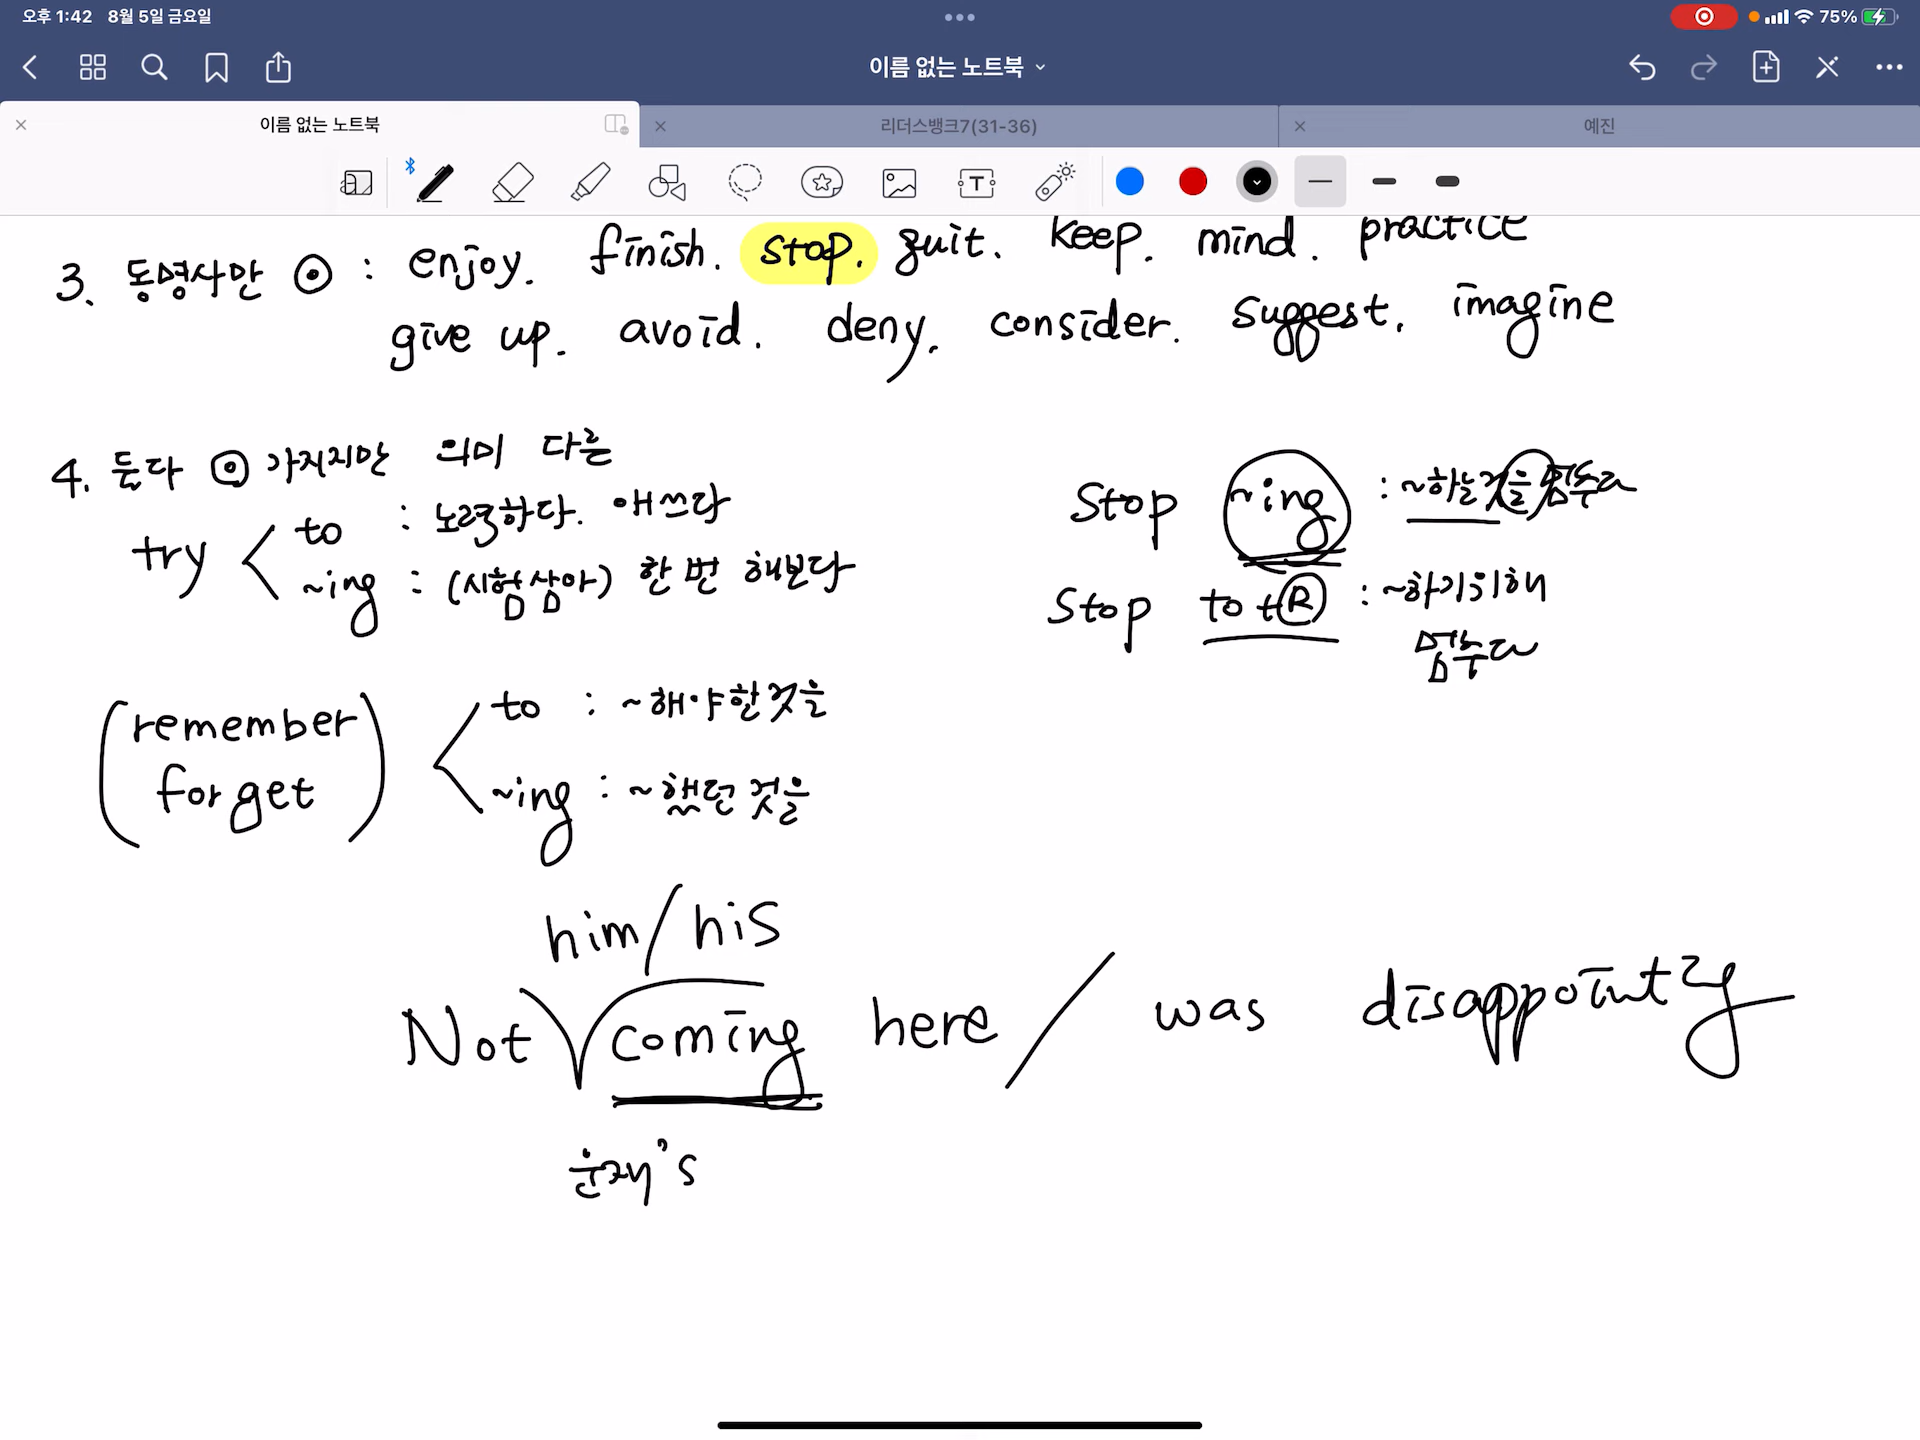 오후 1:42 8월 5일 금요일
75%
이름 없는 노트북
이름 없는 노트북
리더스뱅크7(31-36)
예진
3. 동명사만 ⊙ : enjoy. finish. stop. quit. keep. mind. practice
give up. avoid. deny. consider. suggest. imagine
4. 둘다 ⊙ 가지지만 의미 다른
try < to : 노력하다. 애쓰다
~ing : (시험삼아) 한번 해보다
Stop ~ing : ~하는것을 멈추다
Stop to + Ⓡ : ~하기위해
멈추다
(remember
forget)
to : ~해야한것을
~ing : ~했던 것을
him/his
Not coming here / was disappointing
윤재's